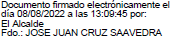 Documento firmado electrónicamente el
día 08/08/2022 a las 13:09:45 por:
El Alcalde
Fdo.: JOSE JUAN CRUZ SAAVEDRA